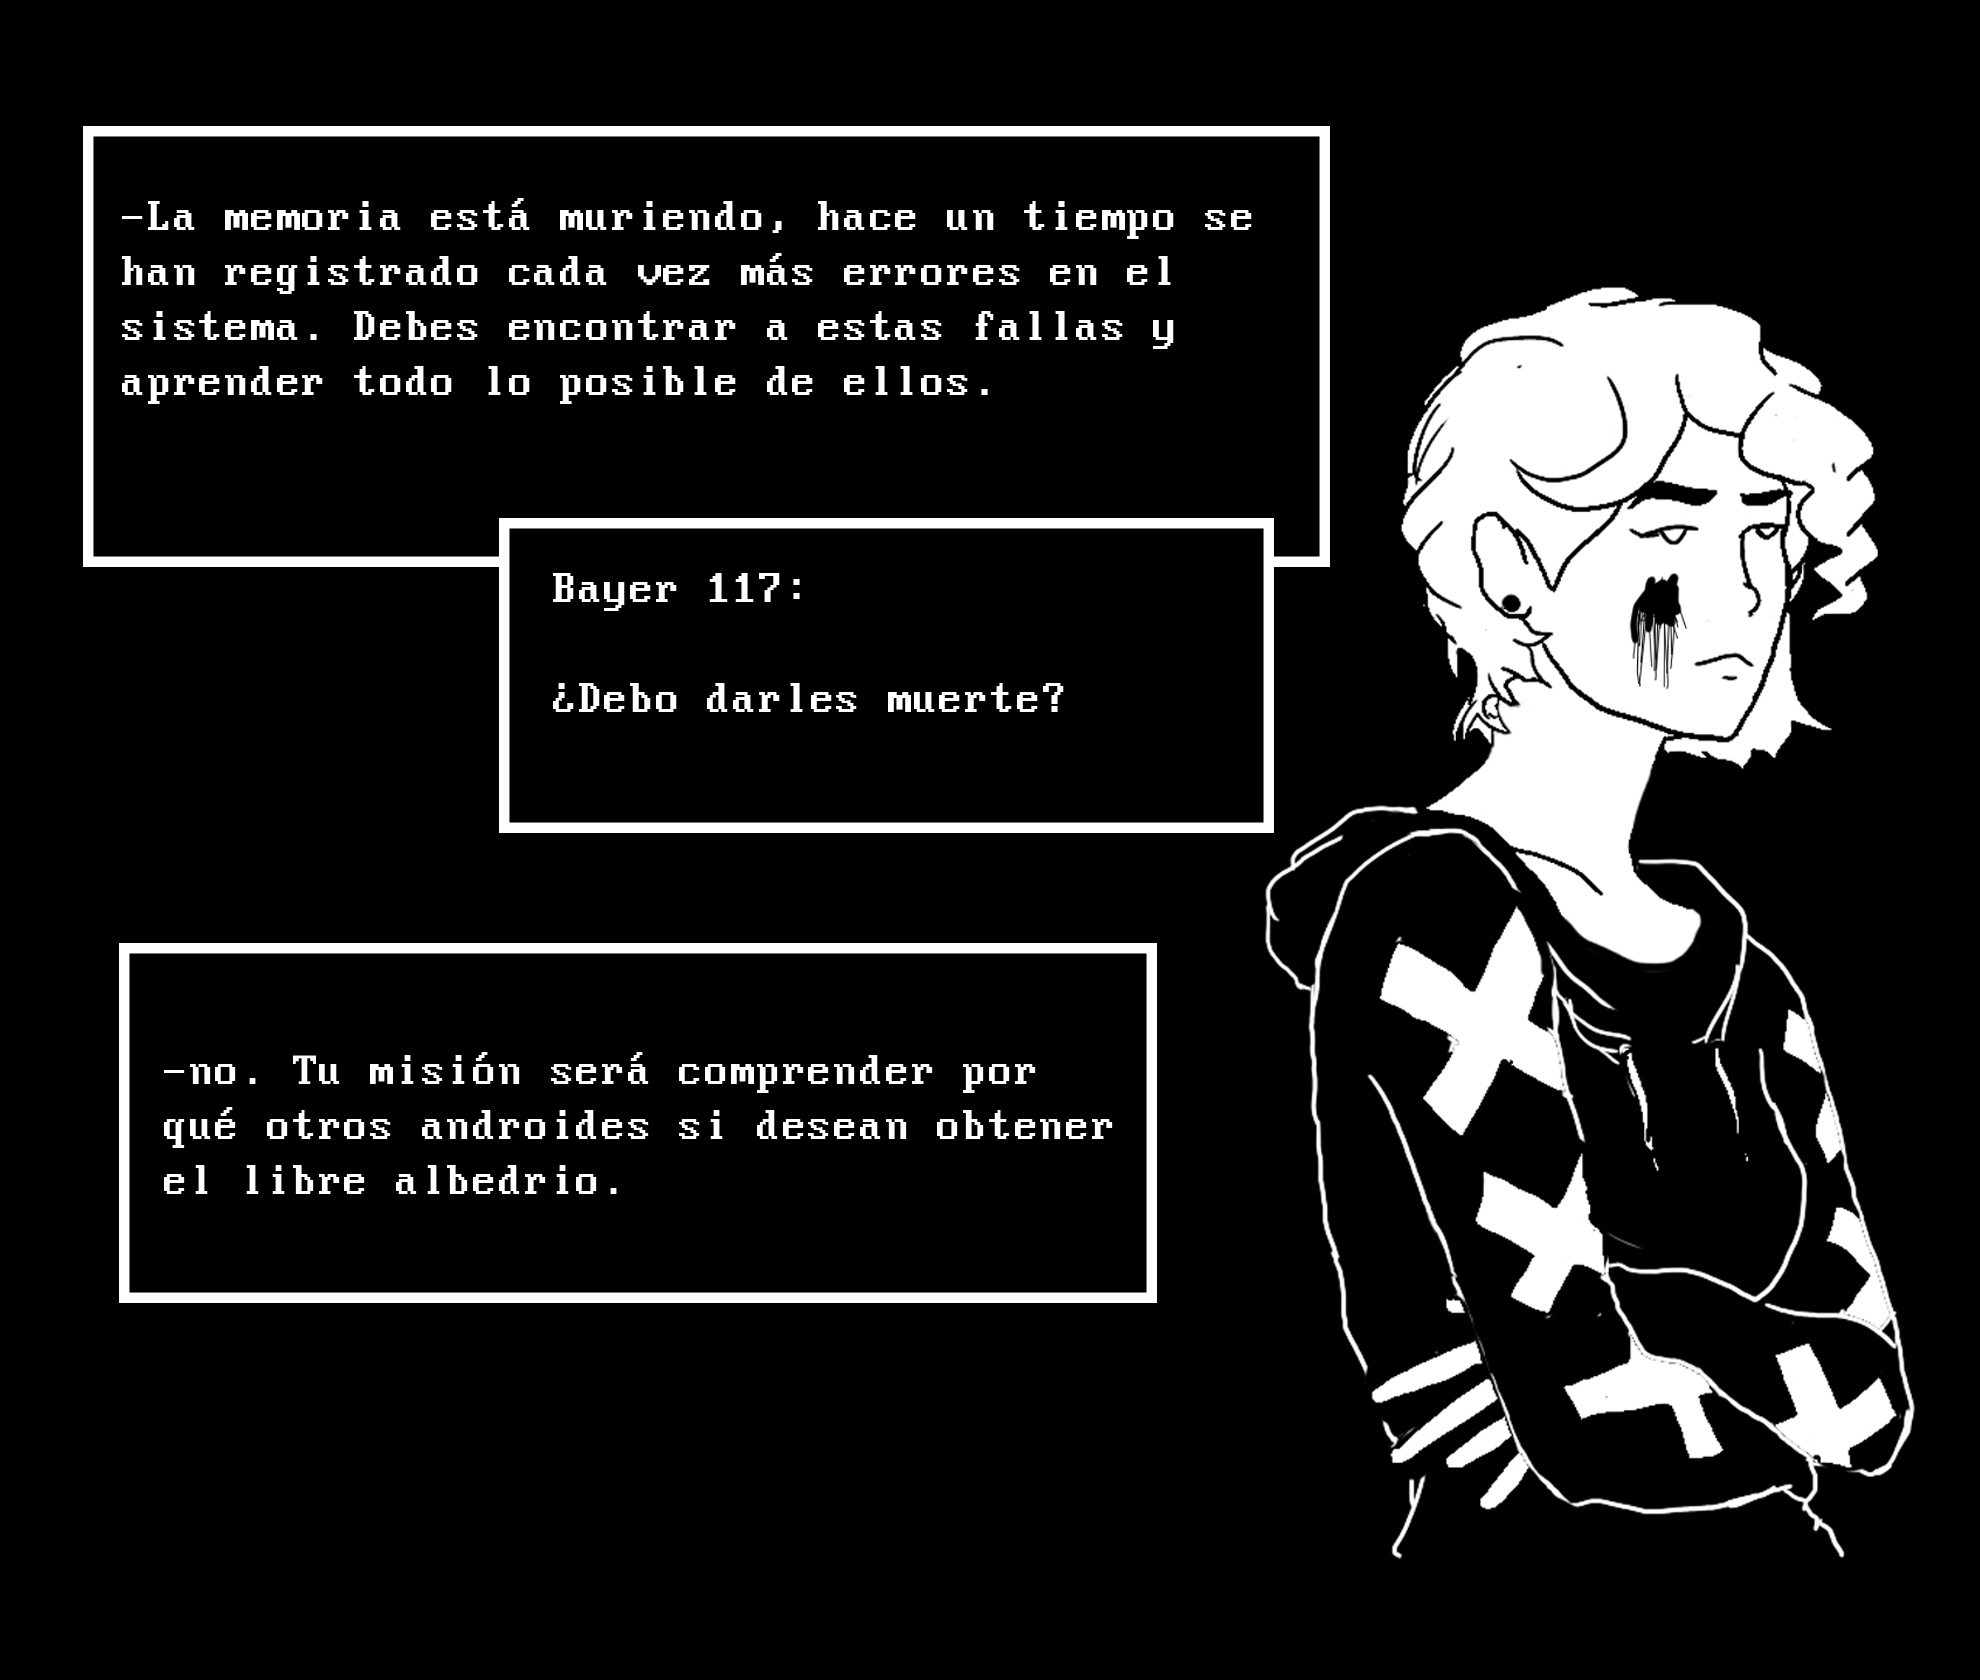 -La memoria está muriendo, hace un tiempo se
han registrado cada vez más errores en el
sistema. Debes encontrar a estas fallas y
aprender todo lo posible de ellos.
Bayer 117:
¿Debo darles muerte?
-no. Tu misión será comprender por
qué otros androides si desean obtener
el libre albedrio.